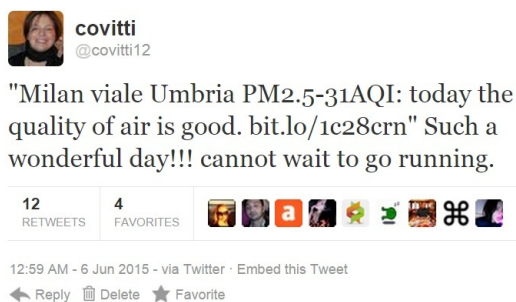 covitti
@covitti12
"Milan viale Umbria PM2.5-31AQI: today the
quality of air is good. bit.lo/1c28crn" Such a
wonderful day!!! cannot wait to go running.
12 4
RETWEETS FAVORITES
a
12:59 AM - 6 Jun 2015 - via Twitter · Embed this Tweet
Reply Delete Favorite